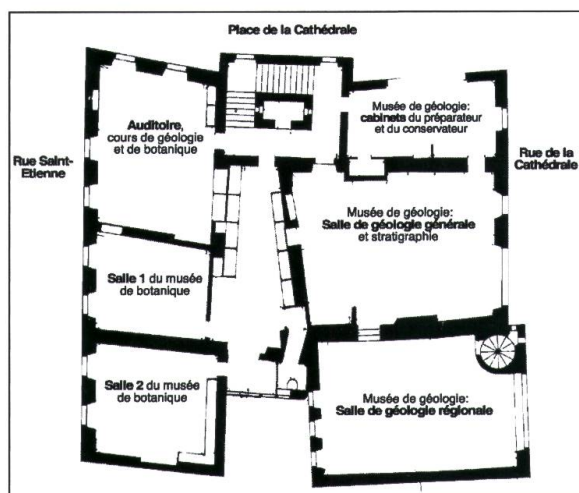 Place de la Cathédrale
Musée de géologie:
cabinets du préparateur
et du conservateur
Auditoire,
cours de géologie
et de botanique
Rue Saint-
Etienne
Rue de la
Cathédrale
Musée de géologie:
Salle de géologie générale
et stratigraphie
Salle 1 du musée
de botanique
Salle 2 du musée
de botanique
Musée de géologie:
Salle de géologie régionale